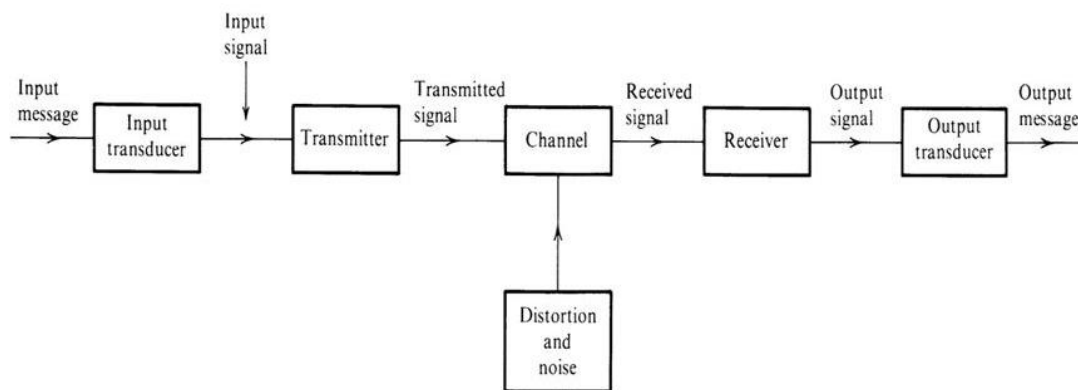 Input
signal
Input
message
Input
transducer
Transmitter
Transmitted
signal
Channel
Received
signal
Receiver
Output
signal
Output
transducer
Output
message
Distortion
and
noise